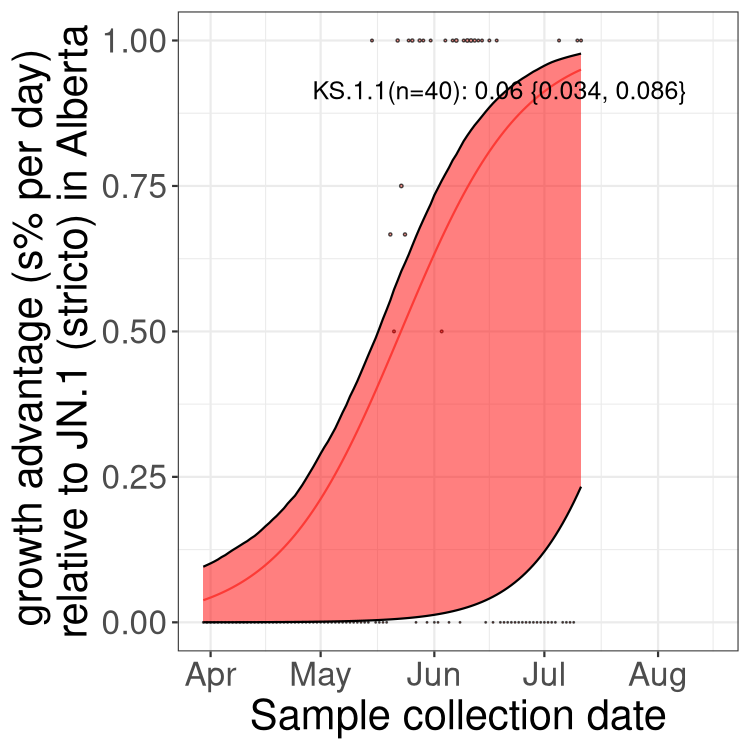 growth advantage (s% per day)
relative to JN.1 (stricto) in Alberta
1.00
0.75
0.50
0.25
0.00
KS.1.1(n=40): 0.06 {0.034, 0.086}
Apr May Jun Jul Aug
Sample collection date